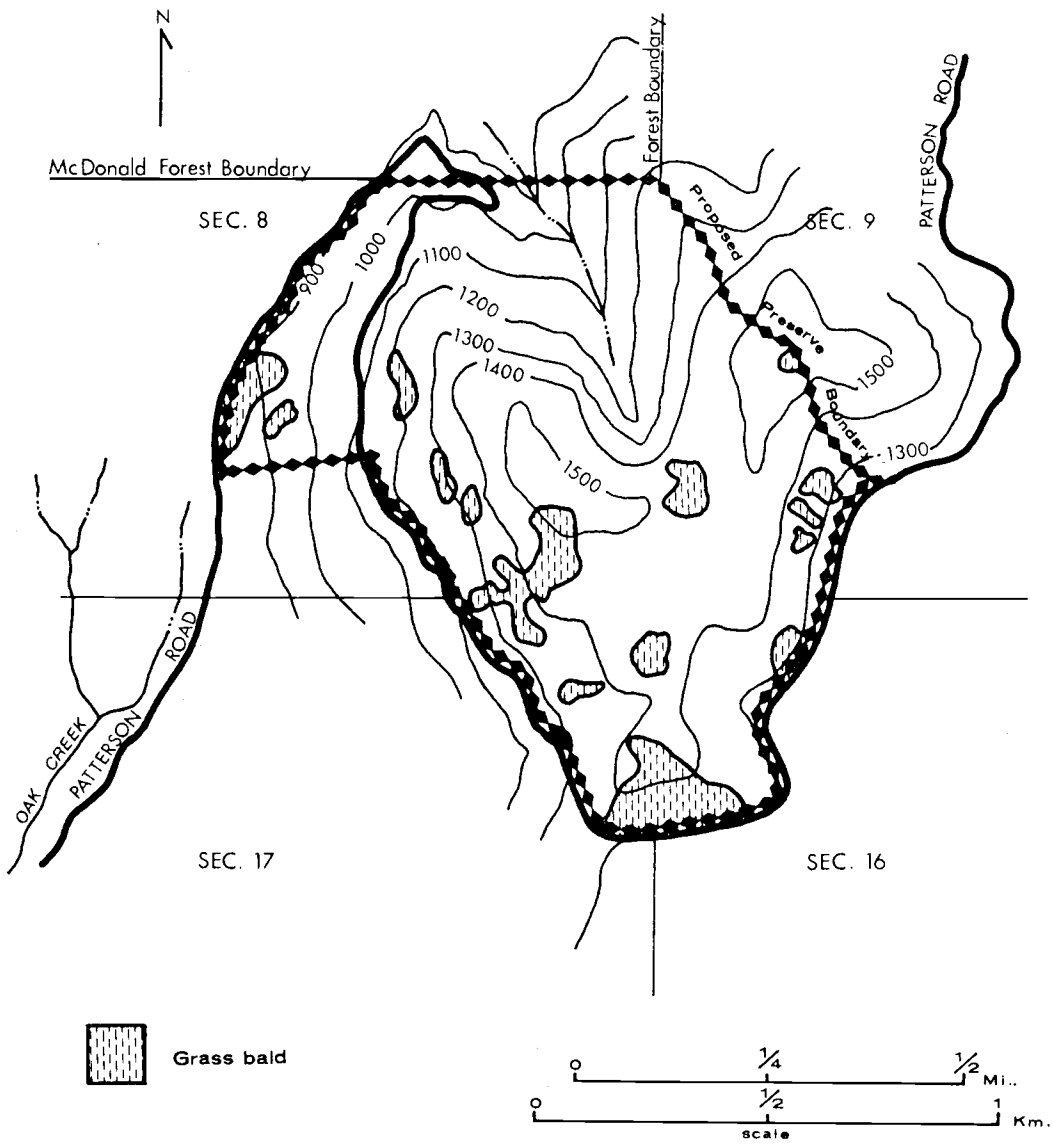 N
Forest Boundary
PATTERSON ROAD
McDonald Forest Boundary
SEC. 8
Proposed
SEC. 9
1000
900
1100
1200
1300
1400
Preserve
1500
Boundary
1300
1500
ROAD
PATTERSON
OAK CREEK
SEC. 17
SEC. 16
Grass bald
0 1/4 1/2
Mi..
0 1/2 1
Km.
scale